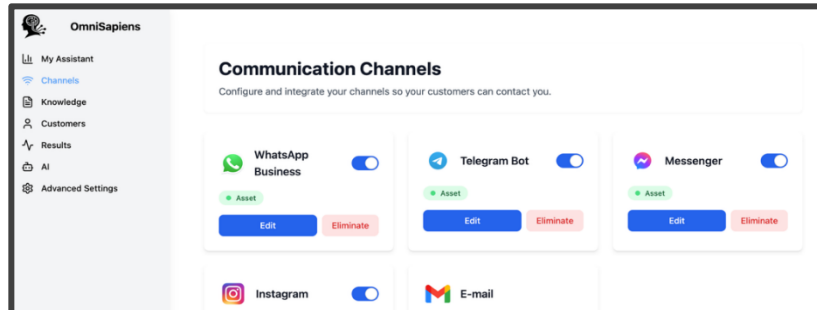 OmniSapiens
My Assistant
Channels
Knowledge
Customers
Results
AI
Advanced Settings
Communication Channels
Configure and integrate your channels so your customers can contact you.
WhatsApp
Business
Asset
Edit Eliminate
Telegram Bot
Asset
Edit Eliminate
Messenger
Asset
Edit Eliminate
Instagram
E-mail